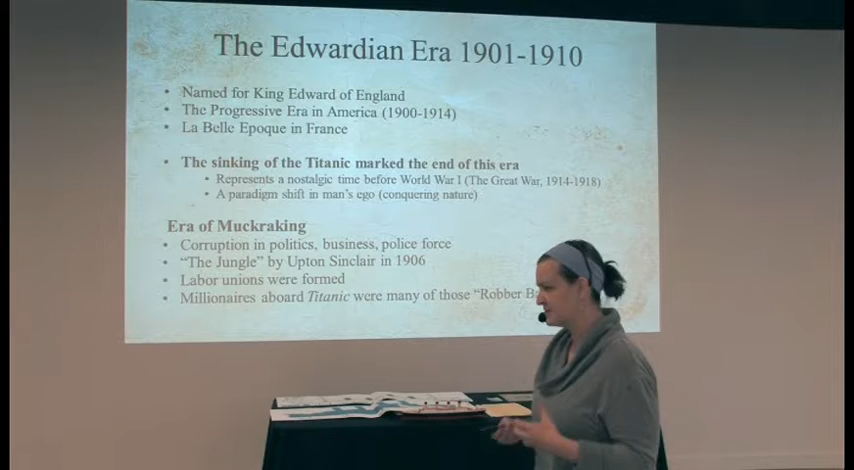 The Edwardian Era 1901-1910
• Named for King Edward of England
• The Progressive Era in America (1900-1914)
• La Belle Epoque in France
• The sinking of the Titanic marked the end of this era
• Represents a nostalgic time before World War I (The Great War, 1914-1918)
• A paradigm shift in man's ego (conquering nature)
Era of Muckraking
• Corruption in politics, business, police force
• "The Jungle" by Upton Sinclair in 1906
• Labor unions were formed
• Millionaires aboard Titanic were many of those "Robber